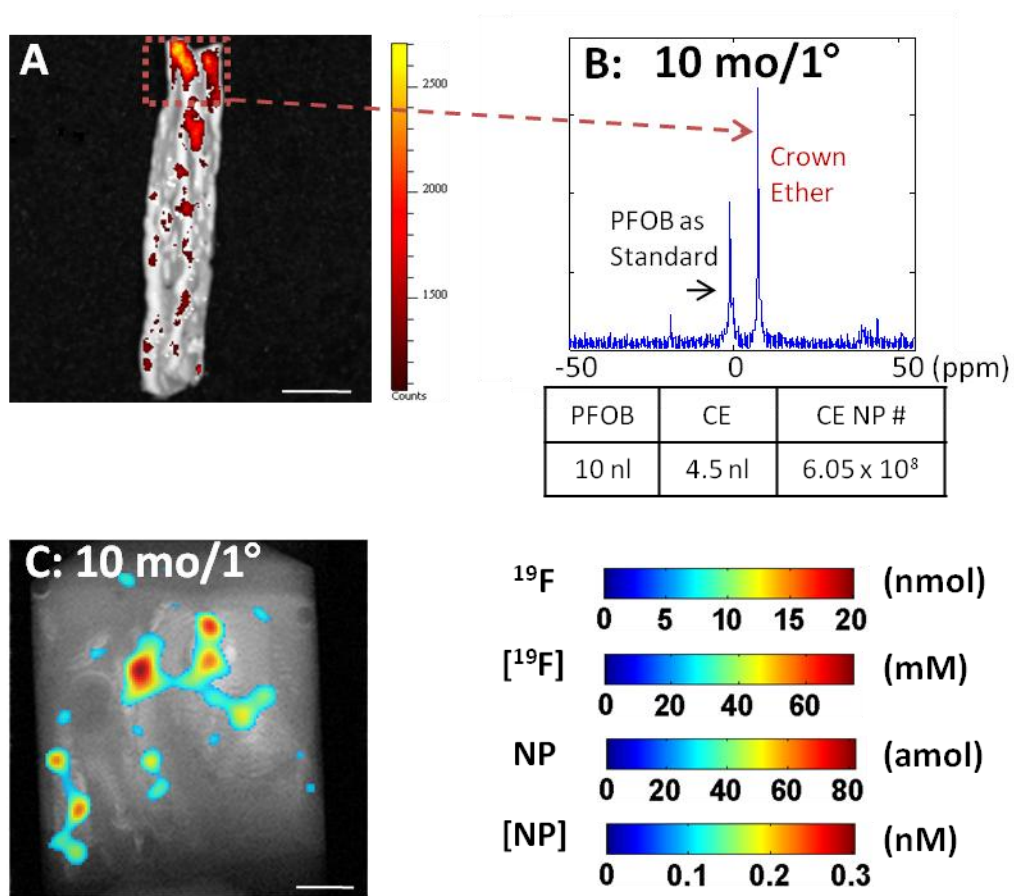 A
2500
2000
1500
Counts
B: 10 mo/1°
Crown
Ether
PFOB as
Standard
-50 0 50 (ppm)
PFOB CE CE NP #
10 nl 4.5 nl 6.05 x 10⁸
C: 10 mo/1°
¹⁹F (nmol)
0 5 10 15 20
[¹⁹F] (mM)
0 20 40 60
NP (amol)
0 20 40 60 80
[NP] (nM)
0 0.1 0.2 0.3